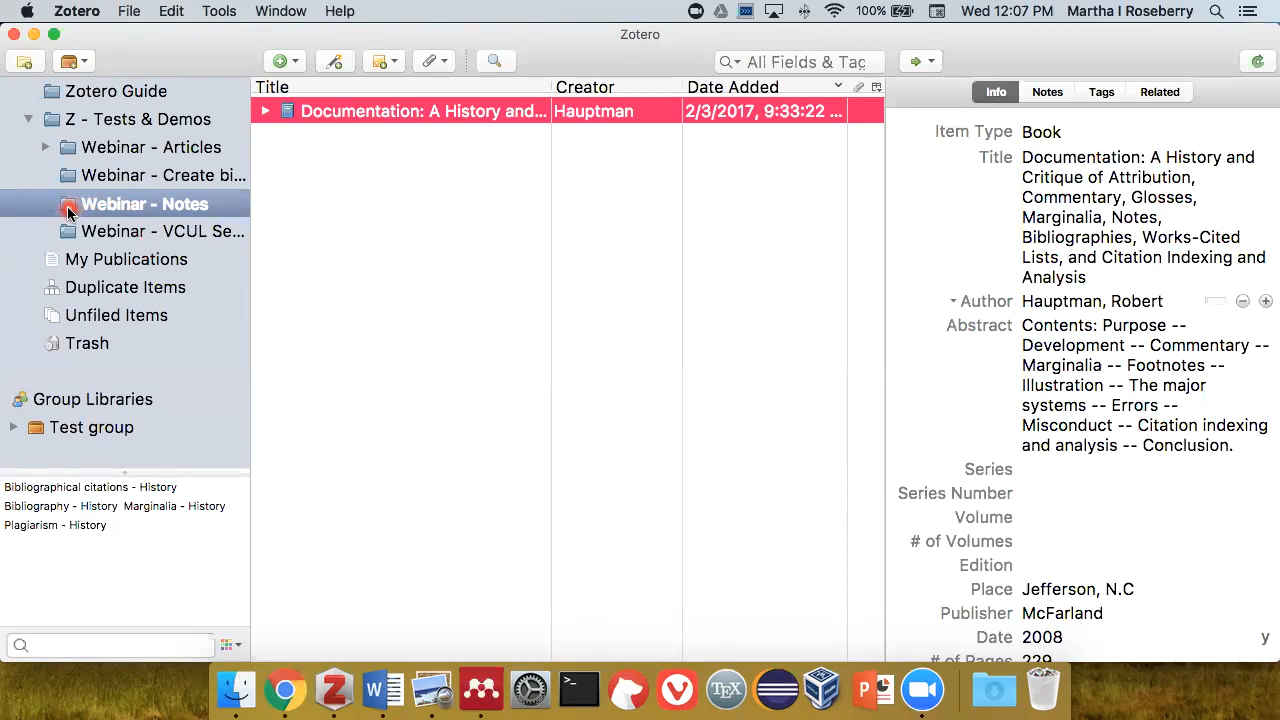 Zotero File Edit Tools Window Help 100% Wed 12:07 PM Martha I Roseberry
Zotero
All Fields & Tag
Zotero Guide
Z - Tests & Demos
Webinar - Articles
Webinar - Create bi...
Webinar - Notes
Webinar - VCUL Se...
My Publications
Duplicate Items
Unfiled Items
Trash
Group Libraries
Test group
Bibliographical citations - History
Bibliography - History Marginalia - History
Plagiarism - History
Title Creator Date Added
Documentation: A History and... Hauptman 2/3/2017, 9:33:22 ...
Info Notes Tags Related
Item Type Book
Title Documentation: A History and
Critique of Attribution,
Commentary, Glosses,
Marginalia, Notes,
Bibliographies, Works-Cited
Lists, and Citation Indexing and
Analysis
Author Hauptman, Robert
Abstract Contents: Purpose --
Development -- Commentary --
Marginalia -- Footnotes --
Illustration -- The major
systems -- Errors --
Misconduct -- Citation indexing
and analysis -- Conclusion.
Series
Series Number
Volume
# of Volumes
Edition
Place Jefferson, N.C
Publisher McFarland
Date 2008 y
# of Pages 229
TEX